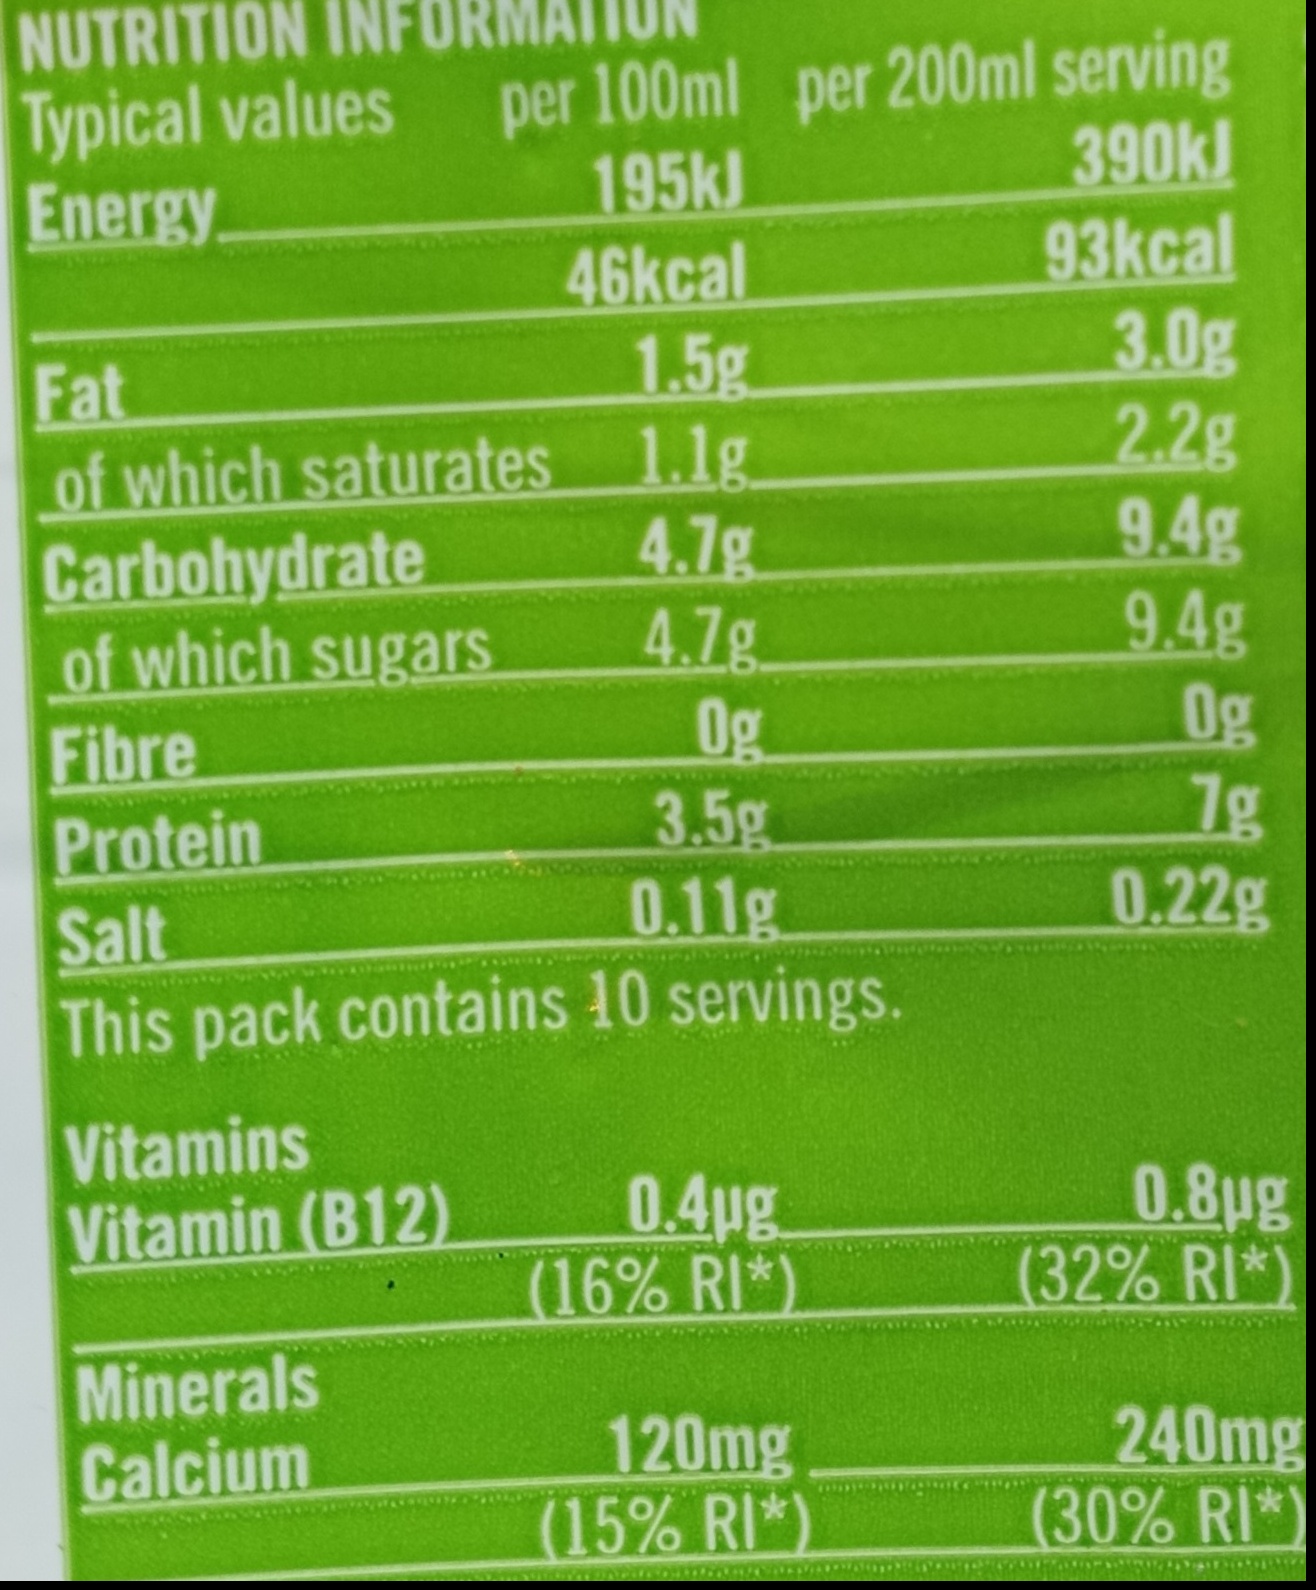 NUTRITION INFORMATION
Typical values per 100ml per 200ml serving
Energy 195kJ 390kJ
46kcal 93kcal
Fat 1.5g 3.0g
of which saturates 1.1g 2.2g
Carbohydrate 4.7g 9.4g
of which sugars 4.7g 9.4g
Fibre 0g 0g
Protein 3.5g 7g
Salt 0.11g 0.22g
This pack contains 10 servings.
Vitamins
Vitamin (B12) 0.4µg 0.8µg
(16% RI*) (32% RI*)
Minerals
Calcium 120mg 240mg
(15% RI*) (30% RI*)